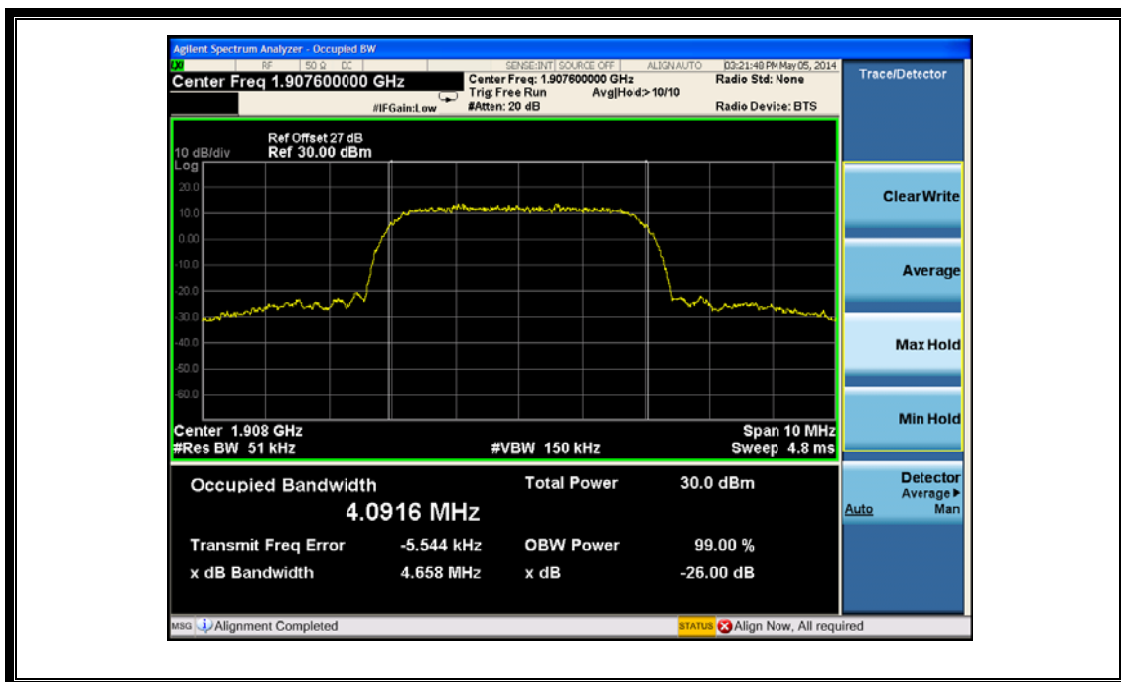 Agilent Spectrum Analyzer - Occupied BW
RF 50 Ω DC SENSE:INT SOURCE OFF ALIGN AUTO 03:21:48 PM May 05, 2014
Center Freq 1.907600000 GHz
Center Freq: 1.907600000 GHz
Radio Std: None
Trig: Free Run Avg|Hold:> 10/10
#IFGain:Low #Atten: 20 dB Radio Device: BTS
Trace/Detector
Ref Offset 27 dB
10 dB/div Ref 30.00 dBm
Log
20.0
10.0
0.00
-10.0
-20.0
-30.0
-40.0
-50.0
-60.0
Center 1.908 GHz Span 10 MHz
#Res BW 51 kHz #VBW 150 kHz Sweep 4.8 ms
Occupied Bandwidth Total Power 30.0 dBm
4.0916 MHz
Transmit Freq Error -5.544 kHz OBW Power 99.00 %
x dB Bandwidth 4.658 MHz x dB -26.00 dB
Clear Write
Average
Max Hold
Min Hold
Detector
Average ▶
Auto Man
MSG Alignment Completed STATUS Align Now, All required